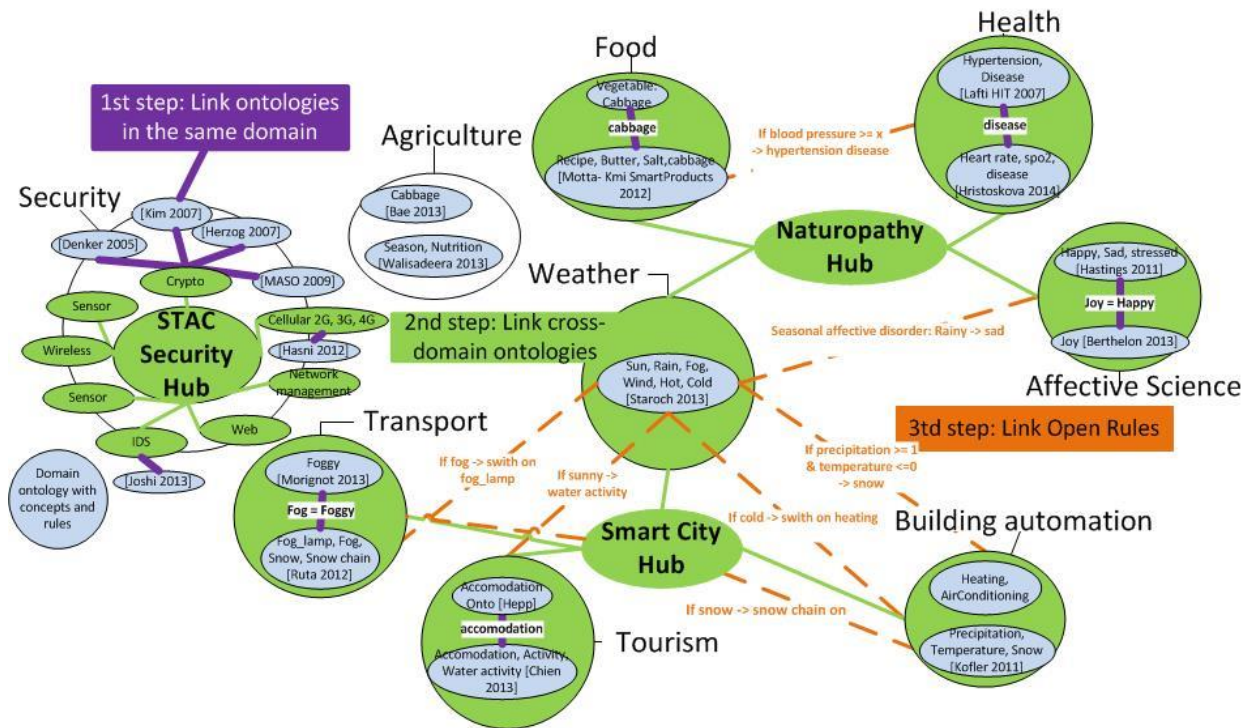 Health
Food
Hypertension,
Disease
[Lafti HIT 2007]
Vegetable:
Cabbage
1st step: Link ontologies
in the same domain
cabbage
disease
If blood pressure >= x
-> hypertension disease
Agriculture
Recipe, Butter, Salt,cabbage
[Motta- Kmi SmartProducts
2012]
Heart rate, spo2,
disease
[Hristoskova 2014]
Security
Cabbage
[Bae 2013]
[Kim 2007]
[Herzog 2007]
[Denker 2005]
Naturopathy
Hub
Season, Nutrition
[Walisadeera 2013]
Happy, Sad, stressed
[Hastings 2011]
Weather
Crypto
[MASO 2009]
Joy = Happy
Sensor
STAC
Security
Hub
Cellular 2G, 3G, 4G
2nd step: Link cross-
domain ontologies
Seasonal affective disorder: Rainy -> sad
Joy [Berthelon 2013]
Wireless
[Hasni 2012]
Sun, Rain, Fog,
Wind, Hot, Cold
[Staroch 2013]
Network
management
Affective Science
Sensor
Transport
3td step: Link Open Rules
Web
IDS
If fog -> swith on
fog_lamp
If sunny ->
water activity
If precipitation >= 1
& temperature <=0
-> snow
Foggy
[Morignot 2013]
Domain
ontology with
concepts and
rules
[Joshi 2013]
Fog = Foggy
If cold -> swith on heating
Building automation
Fog_lamp, Fog,
Snow, Snow chain
[Ruta 2012]
Smart City
Hub
Heating,
AirConditioning
Accomodation
Onto [Hepp]
If snow -> snow chain on
accomodation
Tourism
Precipitation,
Temperature, Snow
[Kofler 2011]
Accomodation, Activity,
Water activity [Chien
2013]